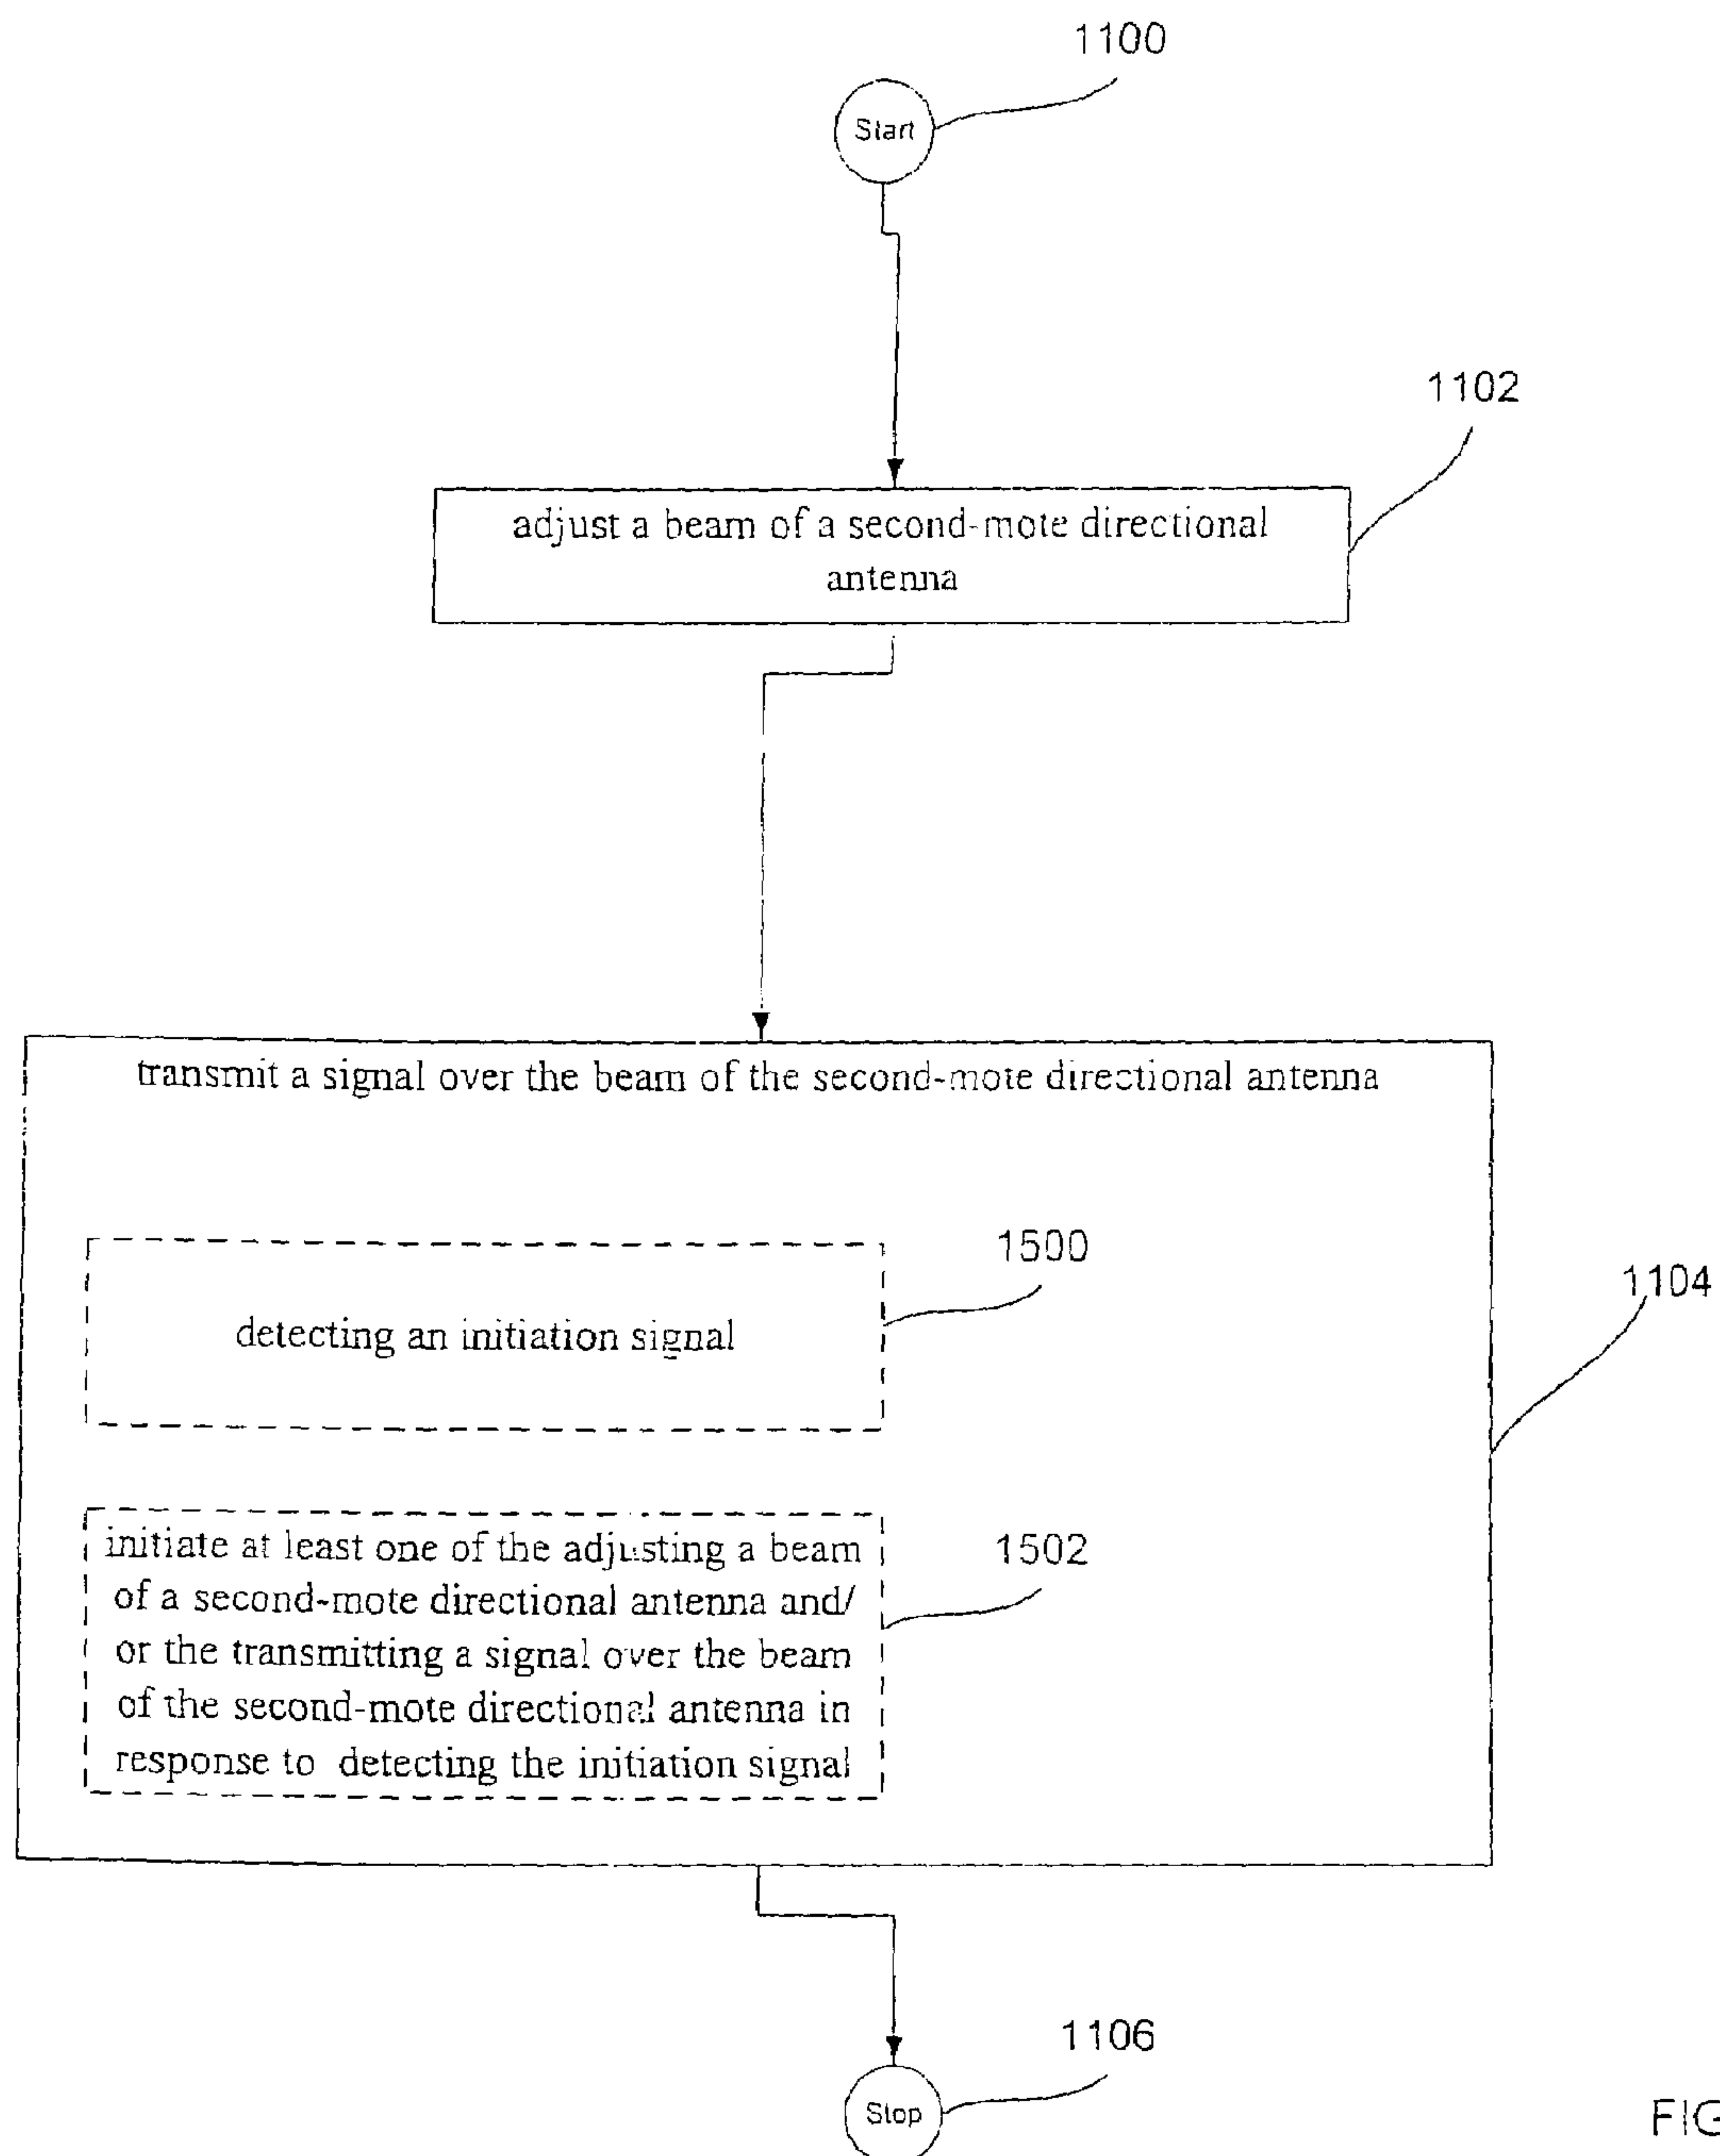 1100
Start
1102
adjust a beam of a second-mote directional
antenna
transmit a signal over the beam of the second-mote directional antenna
1500
detecting an initiation signal
1104
initiate at least one of the adjusting a beam
of a second-mote directional antenna and/
or the transmitting a signal over the beam
of the second-mote directional antenna in
response to detecting the initiation signal
1502
1106
Stop
FIG